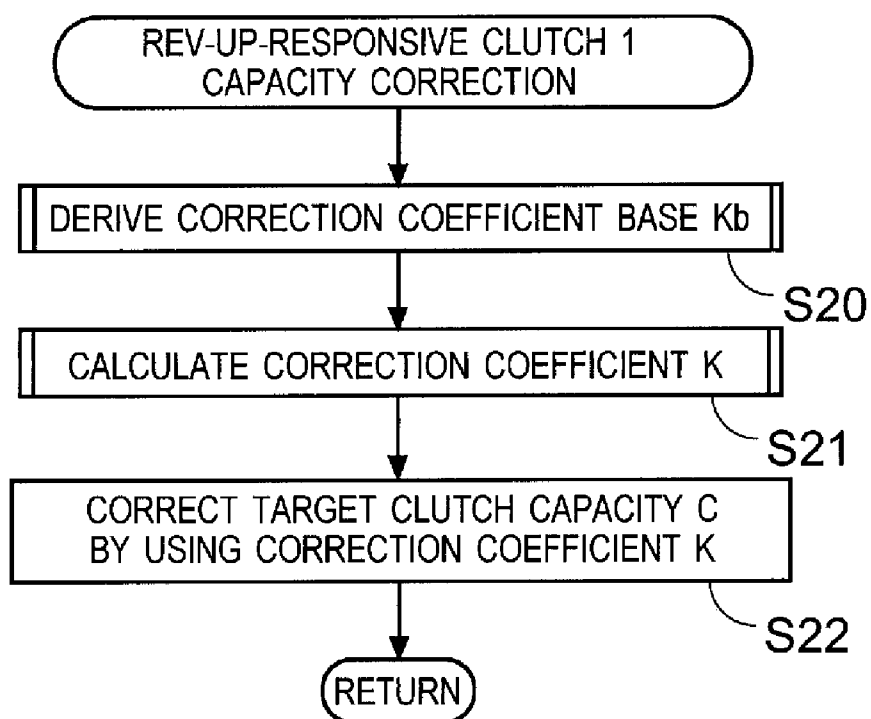 REV-UP-RESPONSIVE CLUTCH 1
CAPACITY CORRECTION
DERIVE CORRECTION COEFFICIENT BASE Kb
S20
CALCULATE CORRECTION COEFFICIENT K
S21
CORRECT TARGET CLUTCH CAPACITY C
BY USING CORRECTION COEFFICIENT K
S22
RETURN